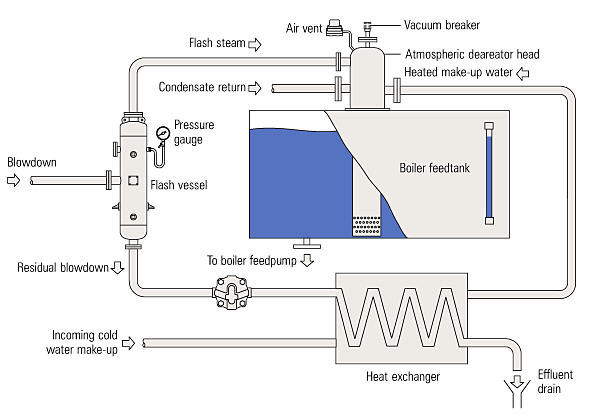 Air vent
Vacuum breaker
Flash steam
Atmospheric dearator head
Condensate return
Heated make-up water
Pressure
gauge
Boiler feedtank
Blowdown
Flash vessel
Residual blowdown
To boiler feedpump
Incoming cold
water make-up
Heat exchanger
Effluent
drain